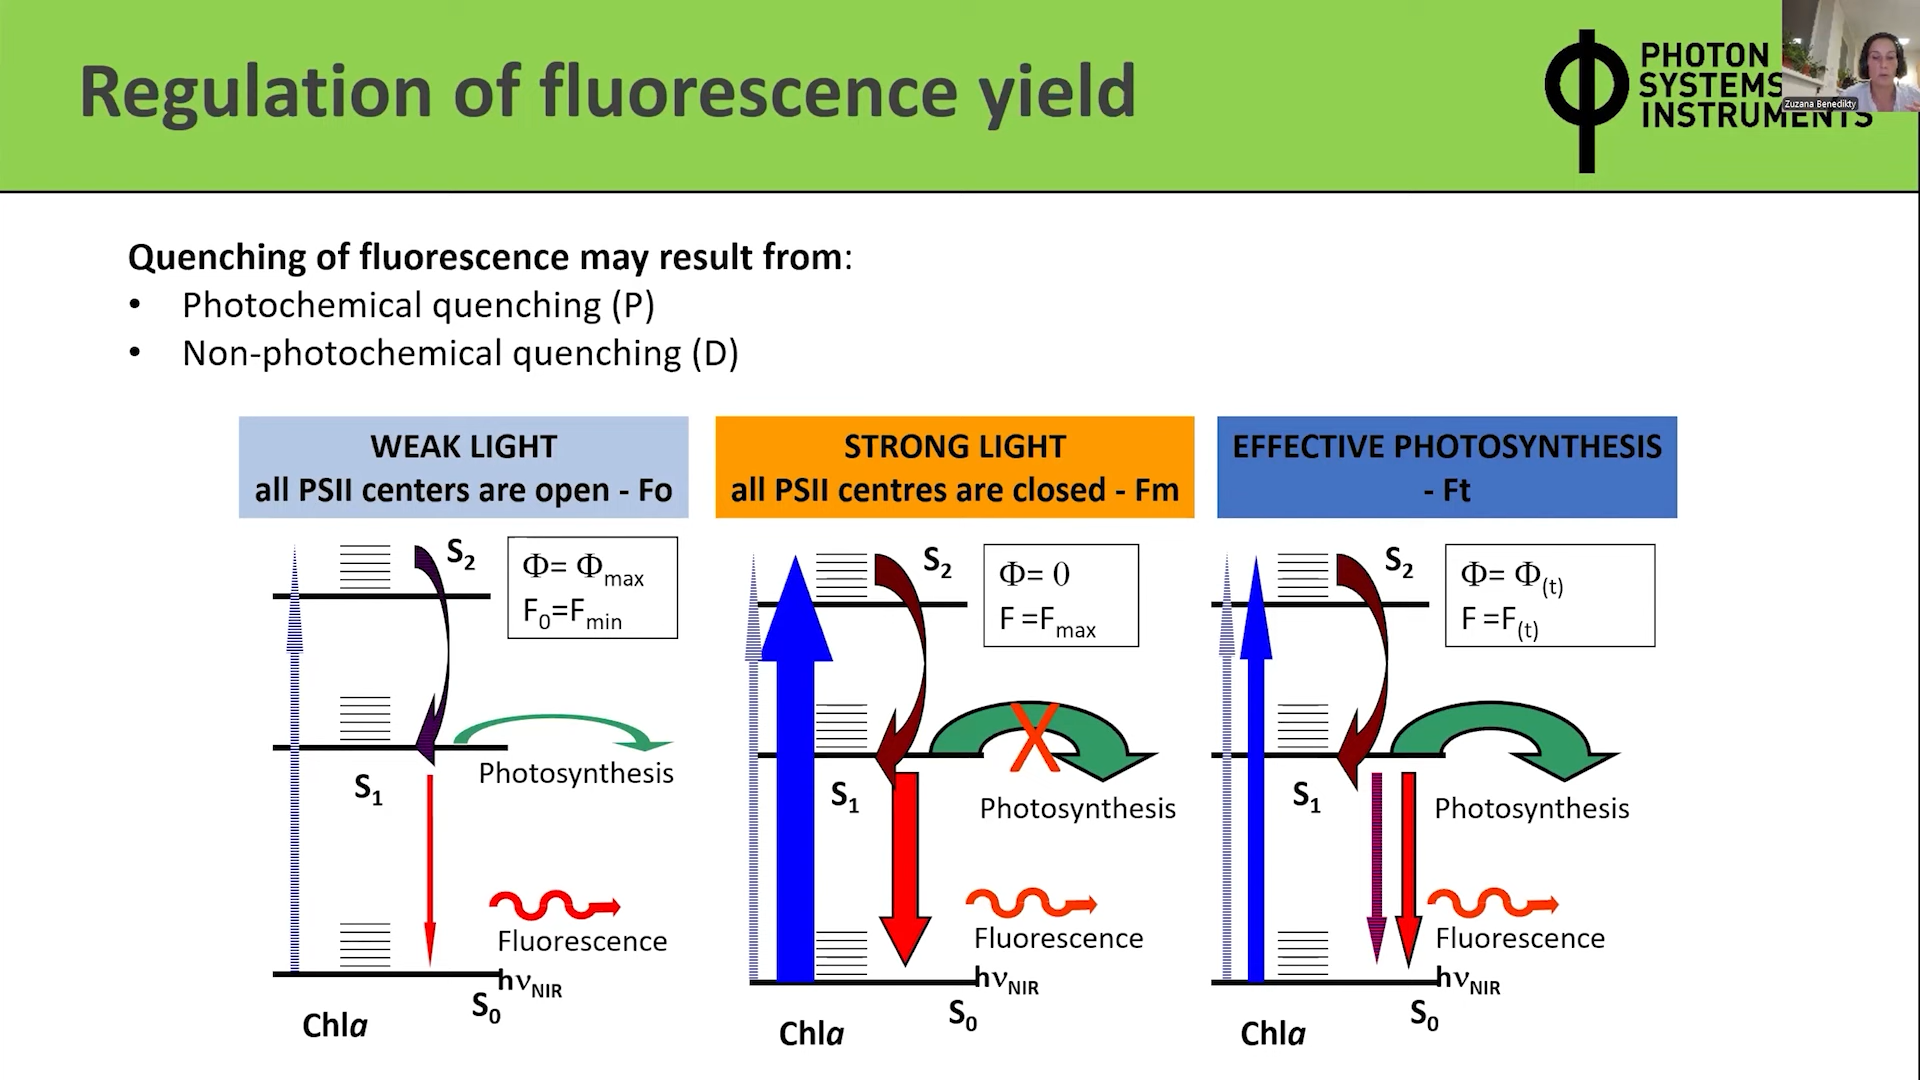 Regulation of fluorescence yield
PHOTON
SYSTEMS
INSTRUMENTS
Zuzana Benedikty
Quenching of fluorescence may result from:
• Photochemical quenching (P)
• Non-photochemical quenching (D)
WEAK LIGHT
all PSII centers are open - Fo
S2
Φ= Φmax
F0=Fmin
S1
Photosynthesis
Fluorescence
hνNIR
S0
Chla
STRONG LIGHT
all PSII centres are closed - Fm
S2
Φ= 0
F =Fmax
X
S1
Photosynthesis
Fluorescence
hνNIR
S0
Chla
EFFECTIVE PHOTOSYNTHESIS
- Ft
S2
Φ= Φ(t)
F =F(t)
S1
Photosynthesis
Fluorescence
hνNIR
S0
Chla